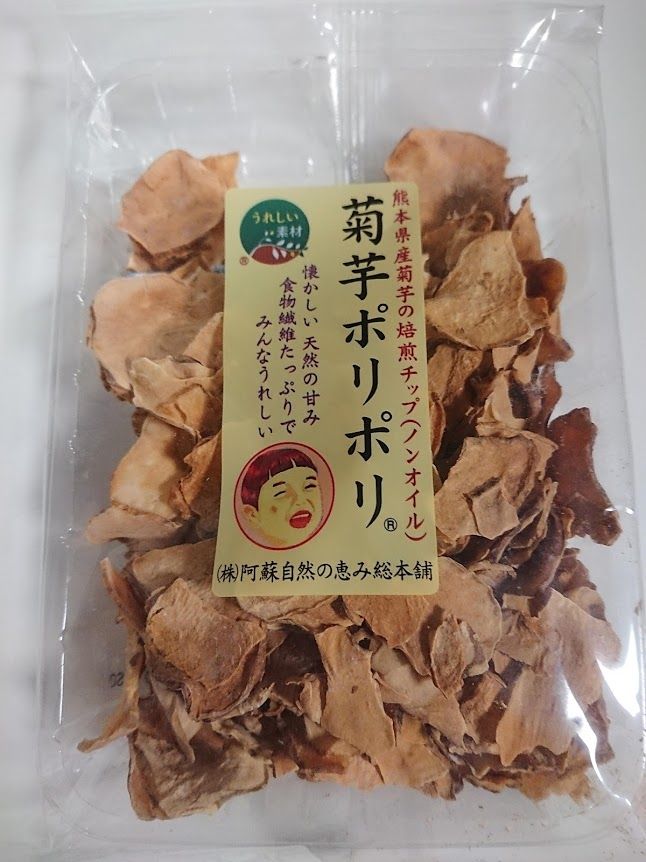 熊本県産菊芋の焙煎チップ(ノンオイル)
菊芋ポリポリ®
うれしい
素材
®
懐かしい 天然の甘み
食物繊維たっぷりで
みんなうれしい
(株)阿蘇自然の恵み総本舗